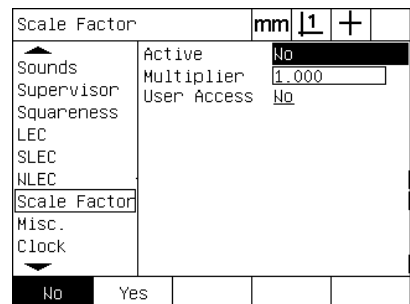 Scale Factor mm 1
Active No
Multiplier 1.000
User Access No
Sounds
Supervisor
Squareness
LEC
SLEC
NLEC
Scale Factor
Misc.
Clock
No Yes